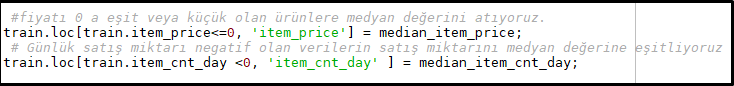 #fiyatı 0 a eşit veya küçük olan ürünlere medyan değerini atıyoruz.
train.loc[train.item_price<=0, 'item_price'] = median_item_price;
# Günlük satış miktarı negatif olan verilerin satış miktarını medyan değerine eşitliyoruz
train.loc[train.item_cnt_day <0, 'item_cnt_day' ] = median_item_cnt_day;